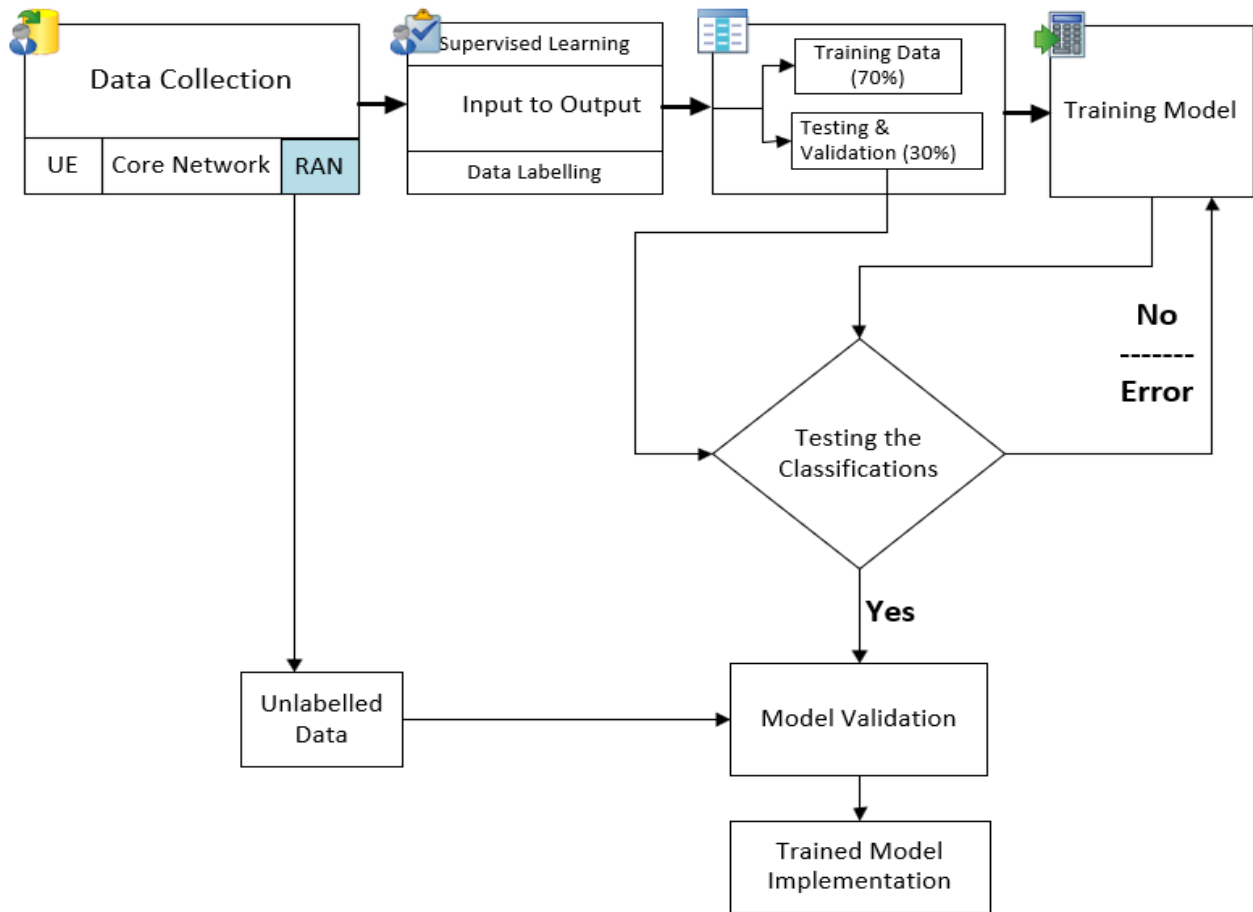 Data Collection
UE
Core Network
RAN
Supervised Learning
Input to Output
Data Labelling
Training Data
(70%)
Testing &
Validation (30%)
Training Model
No
-------
Error
Testing the
Classifications
Yes
Unlabelled
Data
Model Validation
Trained Model
Implementation